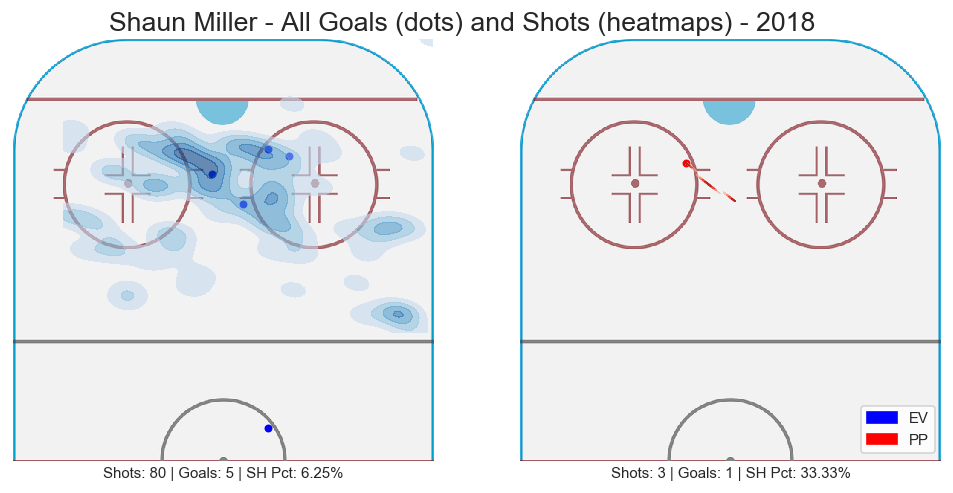 Shaun Miller - All Goals (dots) and Shots (heatmaps) - 2018
EV
PP
Shots: 80 | Goals: 5 | SH Pct: 6.25%
Shots: 3 | Goals: 1 | SH Pct: 33.33%